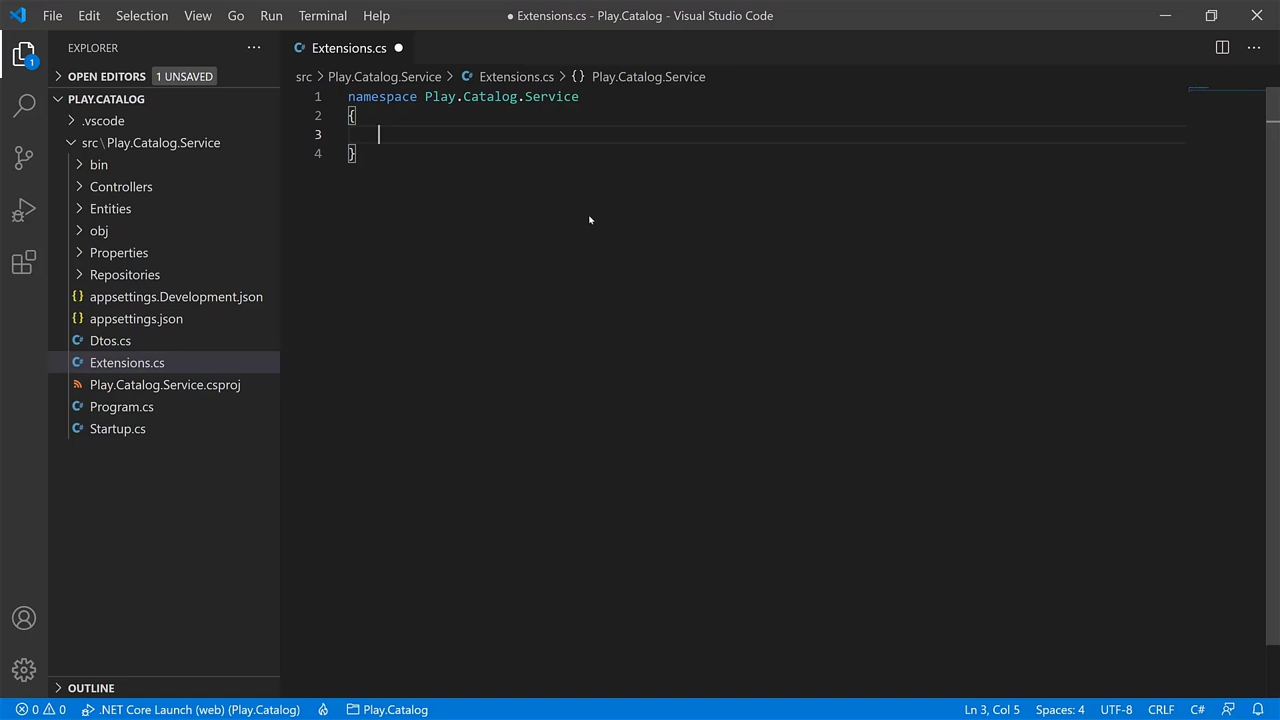 File Edit Selection View Go Run Terminal Help
● Extensions.cs - Play.Catalog - Visual Studio Code
EXPLORER
1
OPEN EDITORS 1 UNSAVED
PLAY.CATALOG
.vscode
src\Play.Catalog.Service
bin
Controllers
Entities
obj
Properties
Repositories
{ } appsettings.Development.json
{ } appsettings.json
C# Dtos.cs
C# Extensions.cs
Play.Catalog.Service.csproj
C# Program.cs
C# Startup.cs
OUTLINE
C# Extensions.cs ●
src > Play.Catalog.Service > C# Extensions.cs > { } Play.Catalog.Service
1 namespace Play.Catalog.Service
2 {
3
4 }
0 0 .NET Core Launch (web) (Play.Catalog) Play.Catalog Ln 3, Col 5 Spaces: 4 UTF-8 CRLF C#